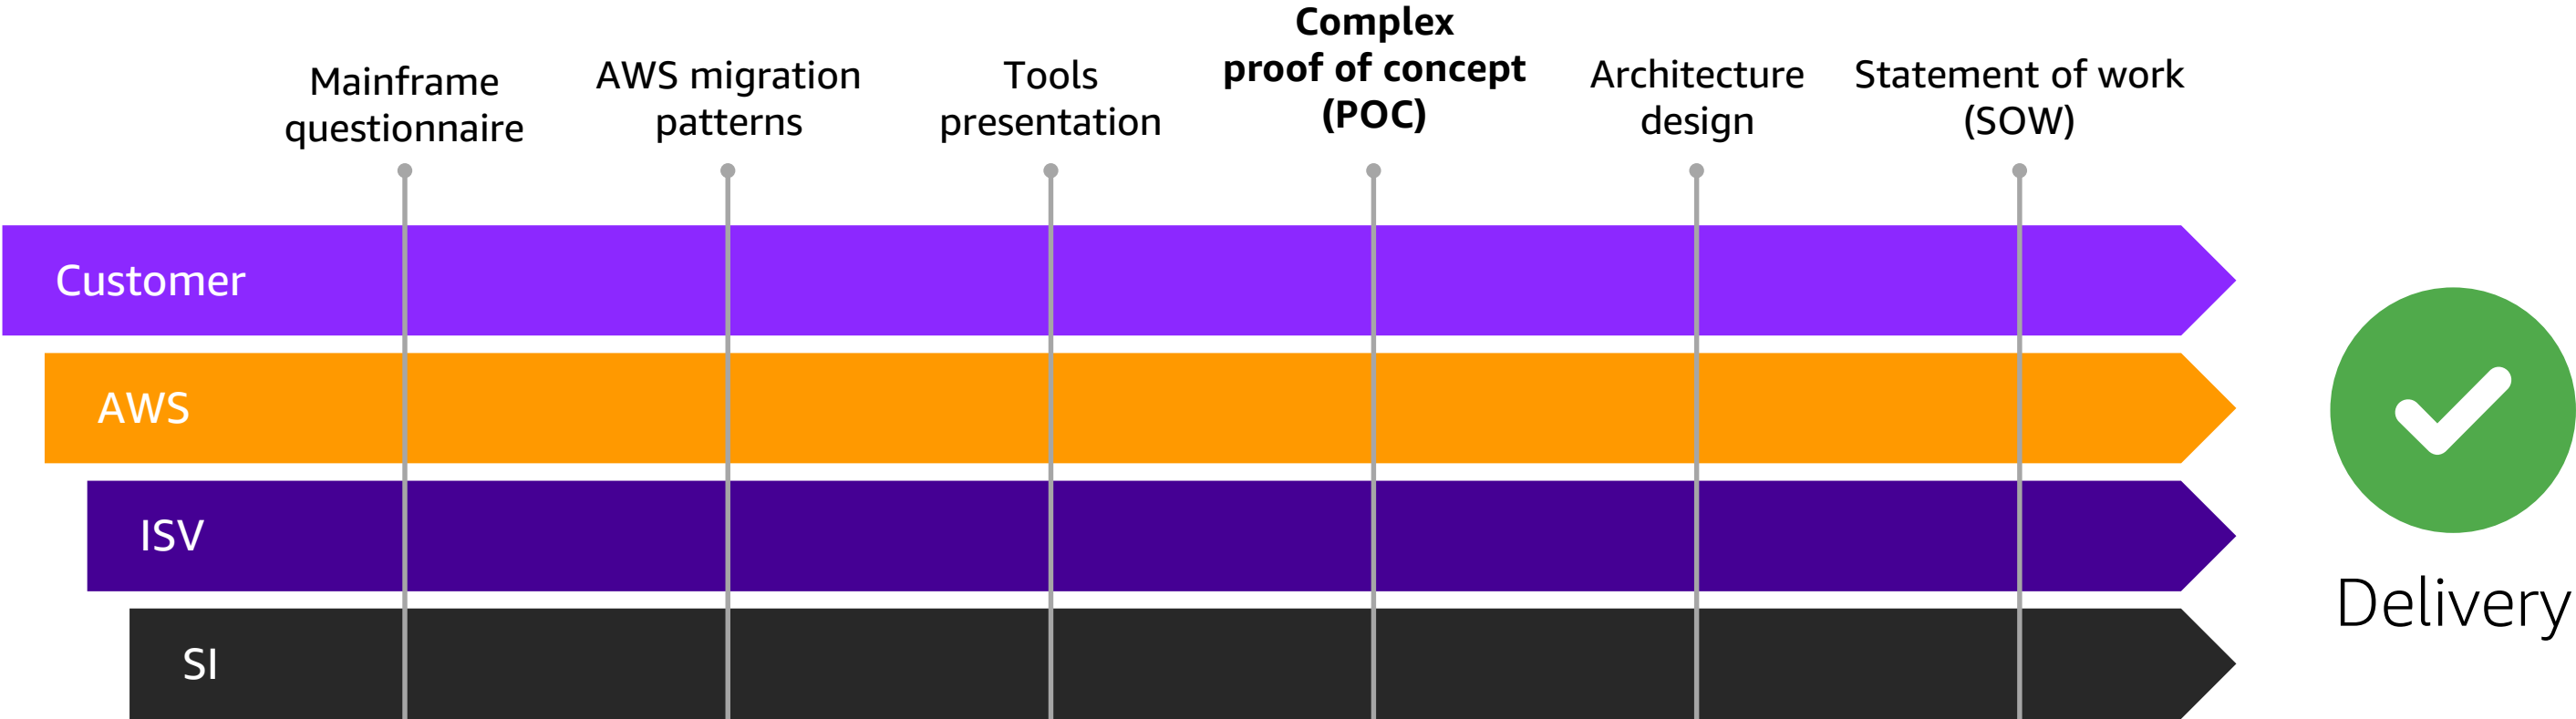 Mainframe
questionnaire
AWS migration
patterns
Tools
presentation
Complex
proof of concept
(POC)
Architecture
design
Statement of work
(SOW)
Customer
AWS
ISV
SI
Delivery